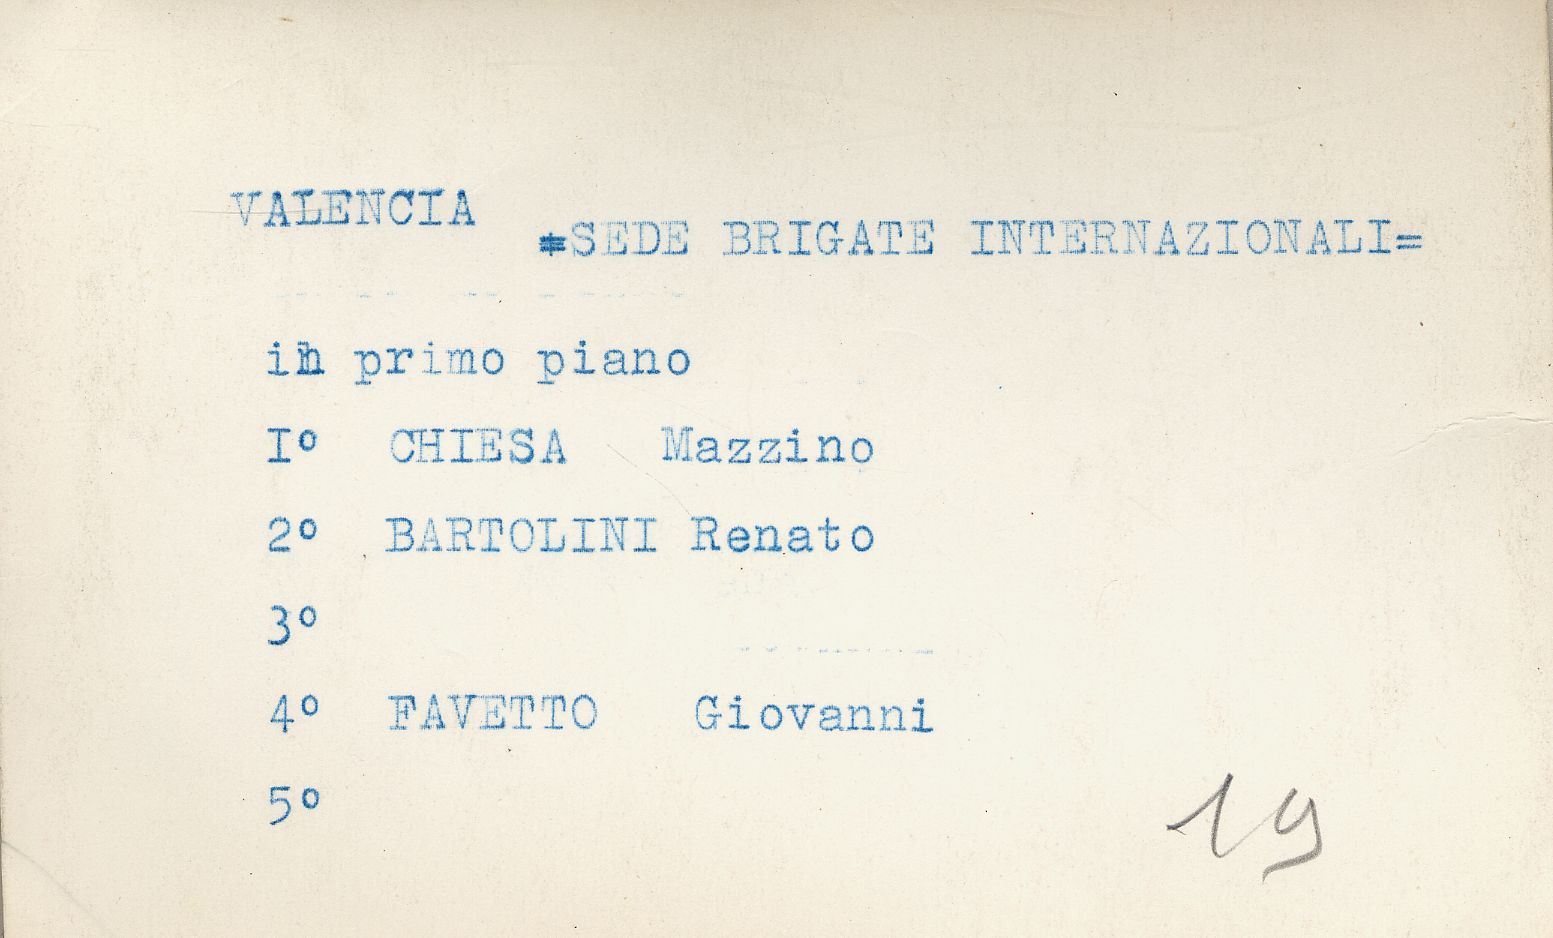 VALENCIA
=SEDE BRIGATE INTERNAZIONALI=
in primo piano
I° CHIESA Mazzino
2° BARTOLINI Renato
3°
4° FAVETTO Giovanni
5°
19